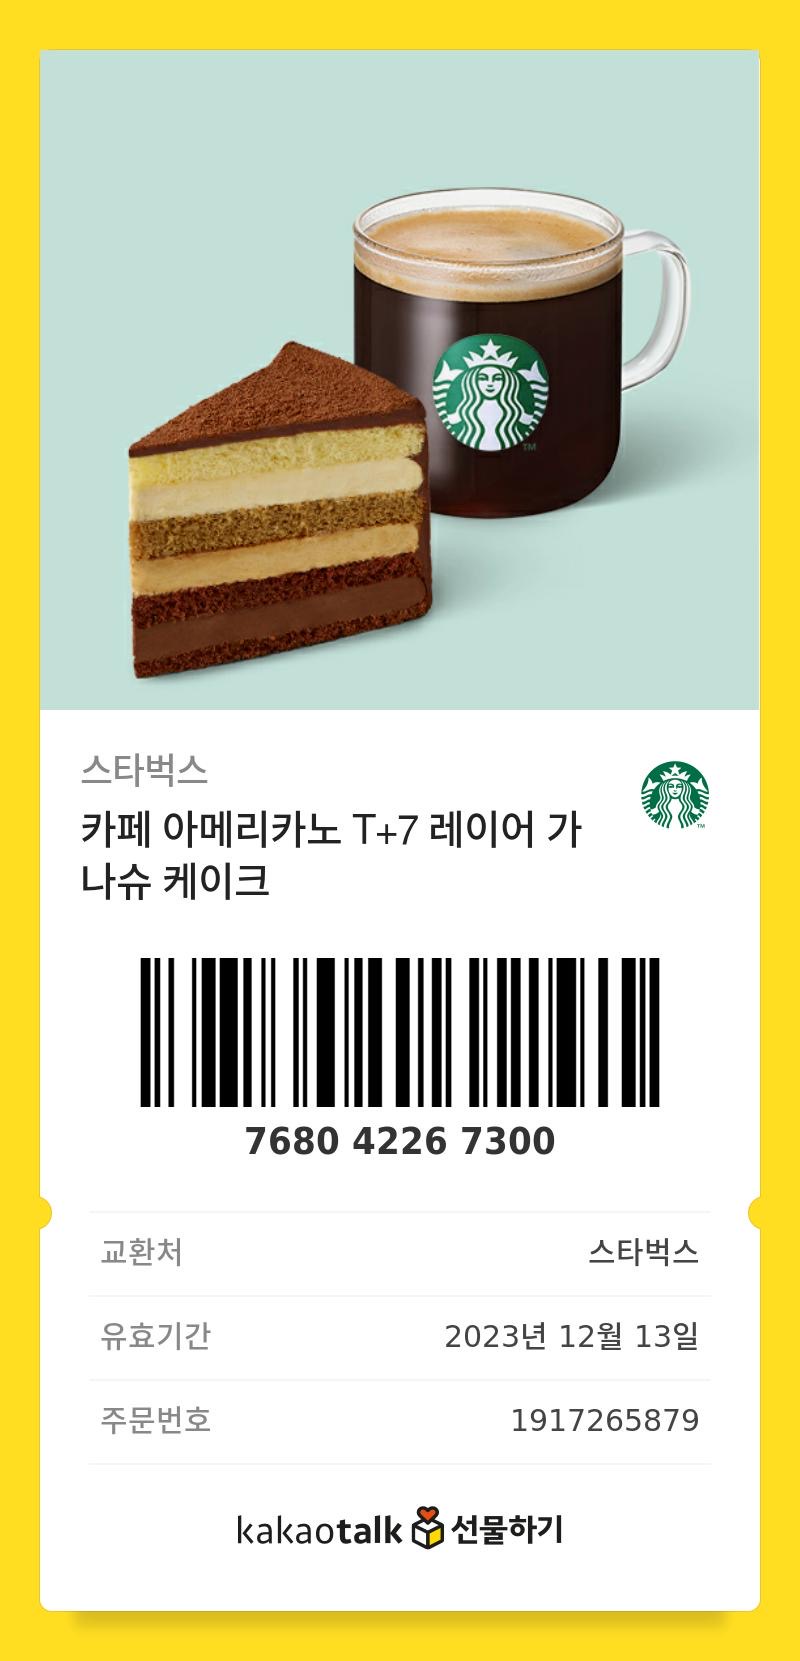 TM
스타벅스
카페 아메리카노 T+7 레이어 가
나슈 케이크
TM
7680 4226 7300
교환처 스타벅스
유효기간 2023년 12월 13일
주문번호 1917265879
kakaotalk 선물하기